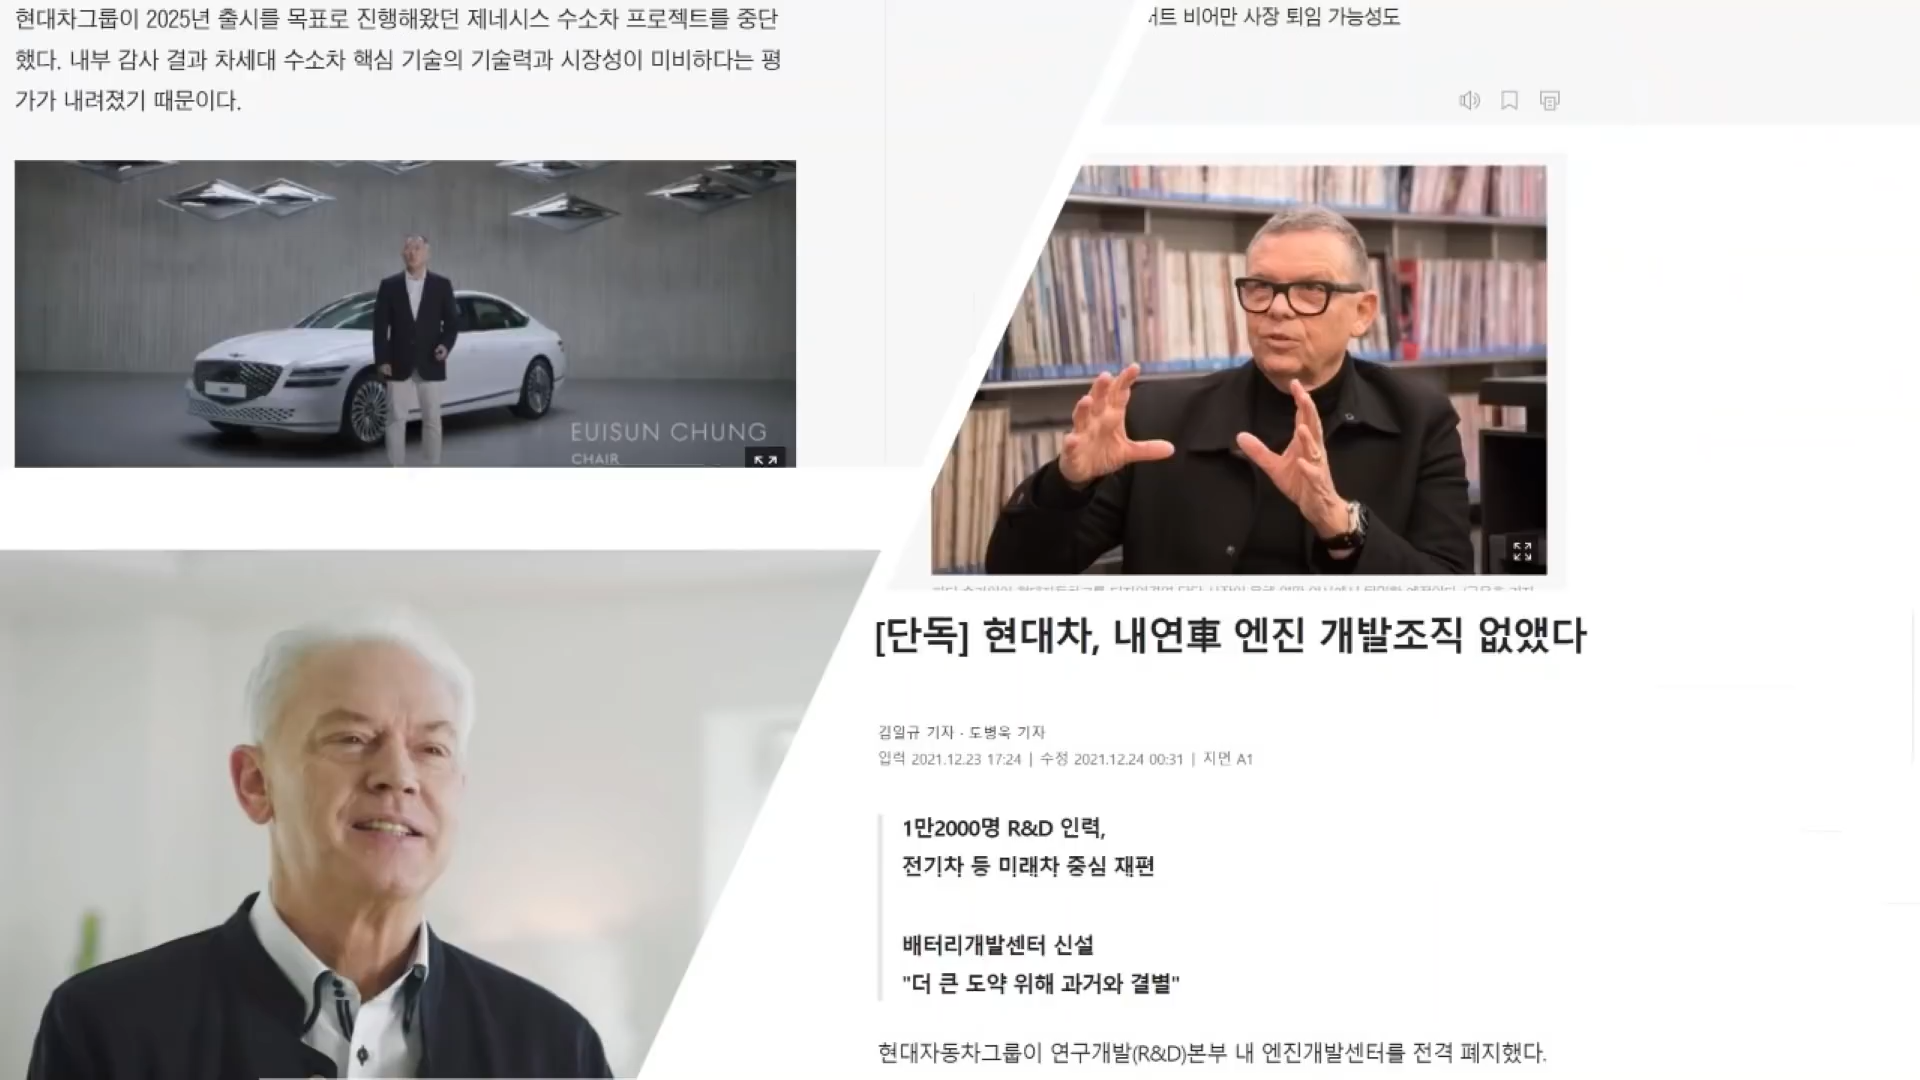 현대차그룹이 2025년 출시를 목표로 진행해왔던 제네시스 수소차 프로젝트를 중단
했다. 내부 감사 결과 차세대 수소차 핵심 기술의 기술력과 시장성이 미비하다는 평
가가 내려졌기 때문이다.
EUISUN CHUNG
CHAIR
비어만 사장 퇴임 가능성도
[단독] 현대차, 내연車 엔진 개발조직 없앴다
김일규 기자 · 도병욱 기자
입력 2021.12.23 17:24 | 수정 2021.12.24 00:31 | 지면 A1
1만2000명 R&D 인력,
전기차 등 미래차 중심 재편
배터리개발센터 신설
"더 큰 도약 위해 과거와 결별"
현대자동차그룹이 연구개발(R&D)본부 내 엔진개발센터를 전격 폐지했다.